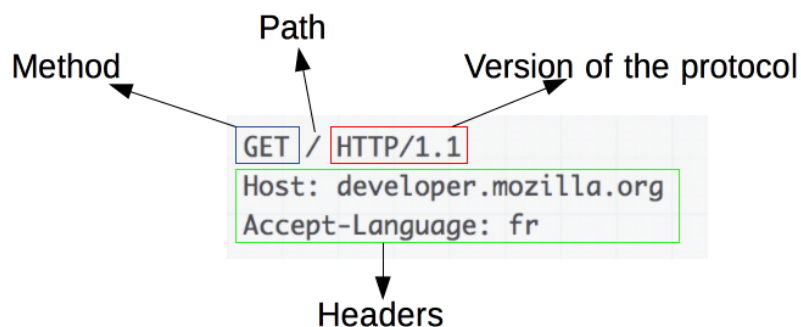 Path
Method
Version of the protocol
GET / HTTP/1.1
Host: developer.mozilla.org
Accept-Language: fr
Headers